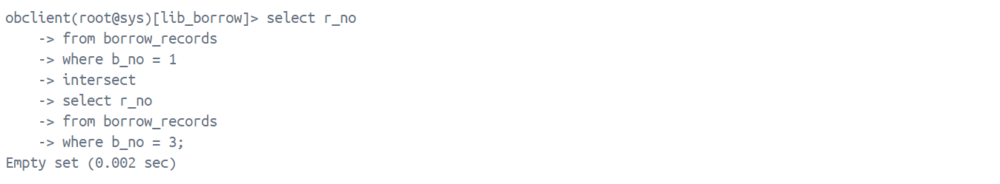 obclient(root@sys)[lib_borrow]> select r_no
    -> from borrow_records
    -> where b_no = 1
    -> intersect
    -> select r_no
    -> from borrow_records
    -> where b_no = 3;
Empty set (0.002 sec)